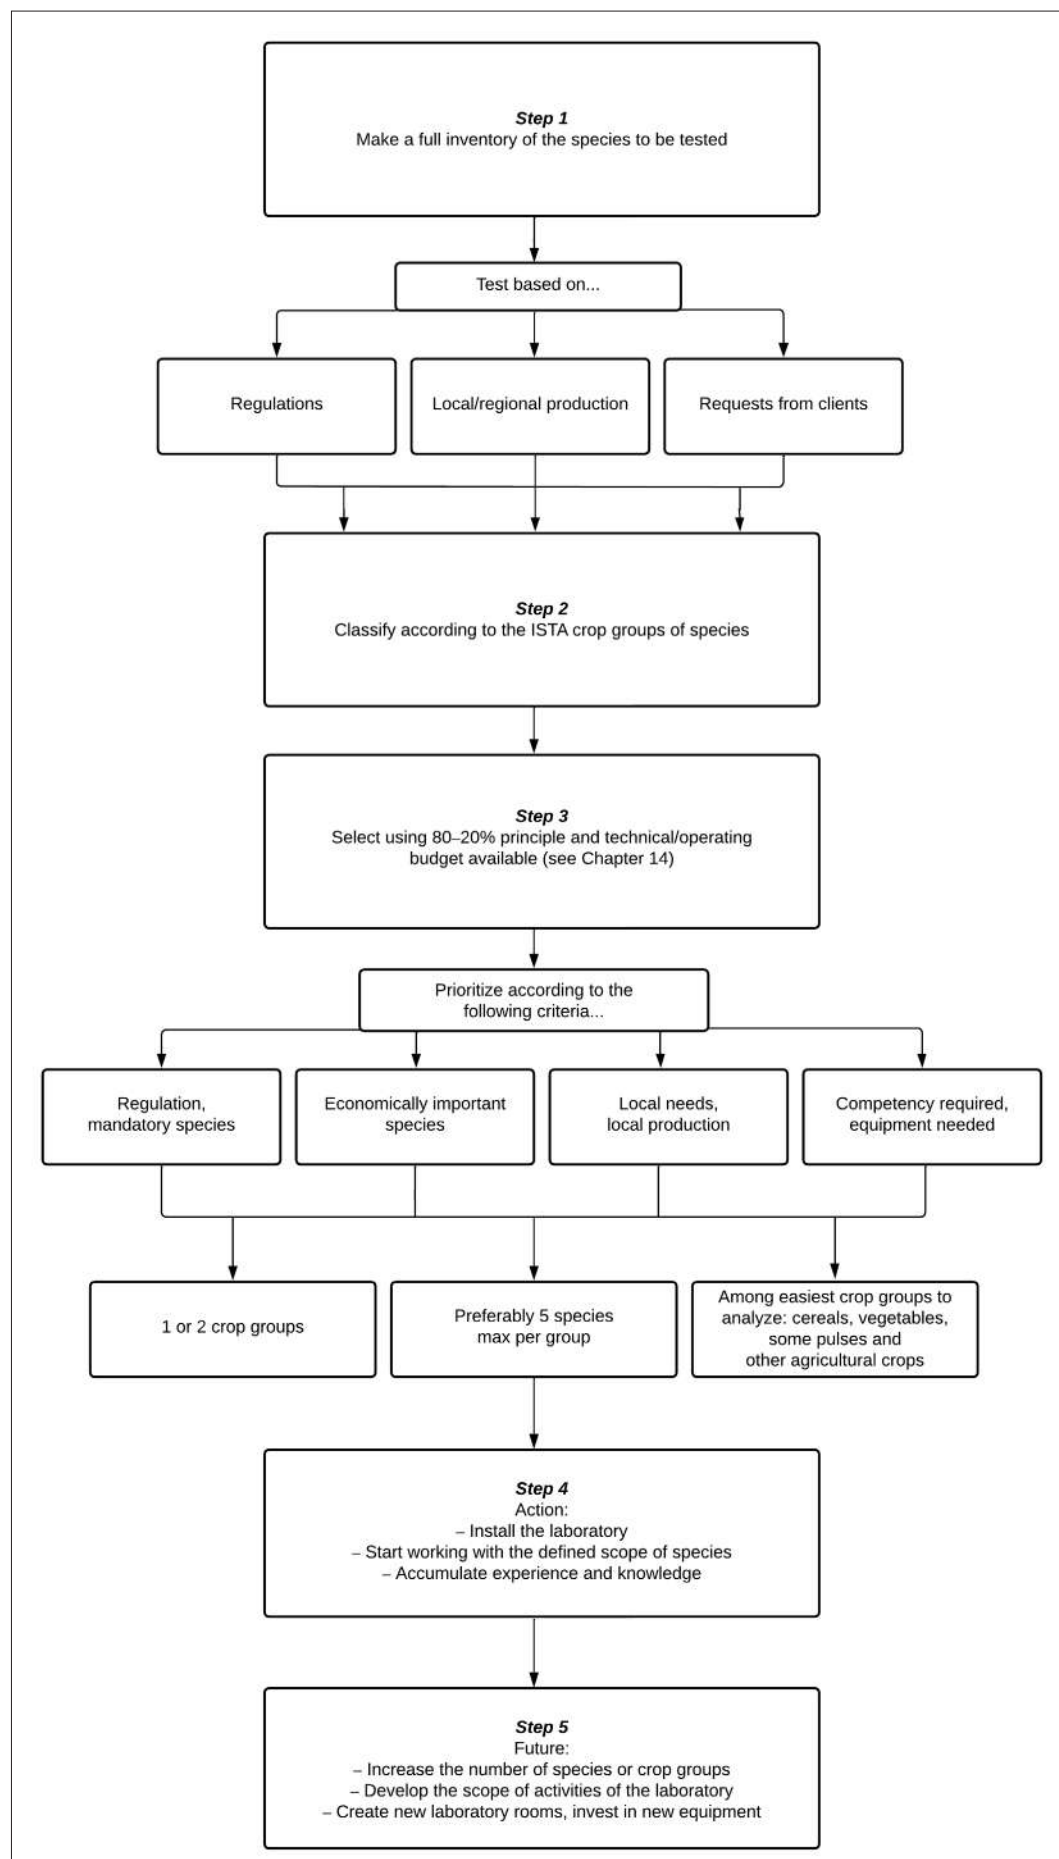 Step 1
Make a full inventory of the species to be tested
Test based on...
Regulations
Local/regional production
Requests from clients
Step 2
Classify according to the ISTA crop groups of species
Step 3
Select using 80–20% principle and technical/operating
budget available (see Chapter 14)
Prioritize according to the
following criteria...
Regulation,
mandatory species
Economically important
species
Local needs,
local production
Competency required,
equipment needed
1 or 2 crop groups
Preferably 5 species
max per group
Among easiest crop groups to
analyze: cereals, vegetables,
some pulses and
other agricultural crops
Step 4
Action:
– Install the laboratory
– Start working with the defined scope of species
– Accumulate experience and knowledge
Step 5
Future:
– Increase the number of species or crop groups
– Develop the scope of activities of the laboratory
– Create new laboratory rooms, invest in new equipment